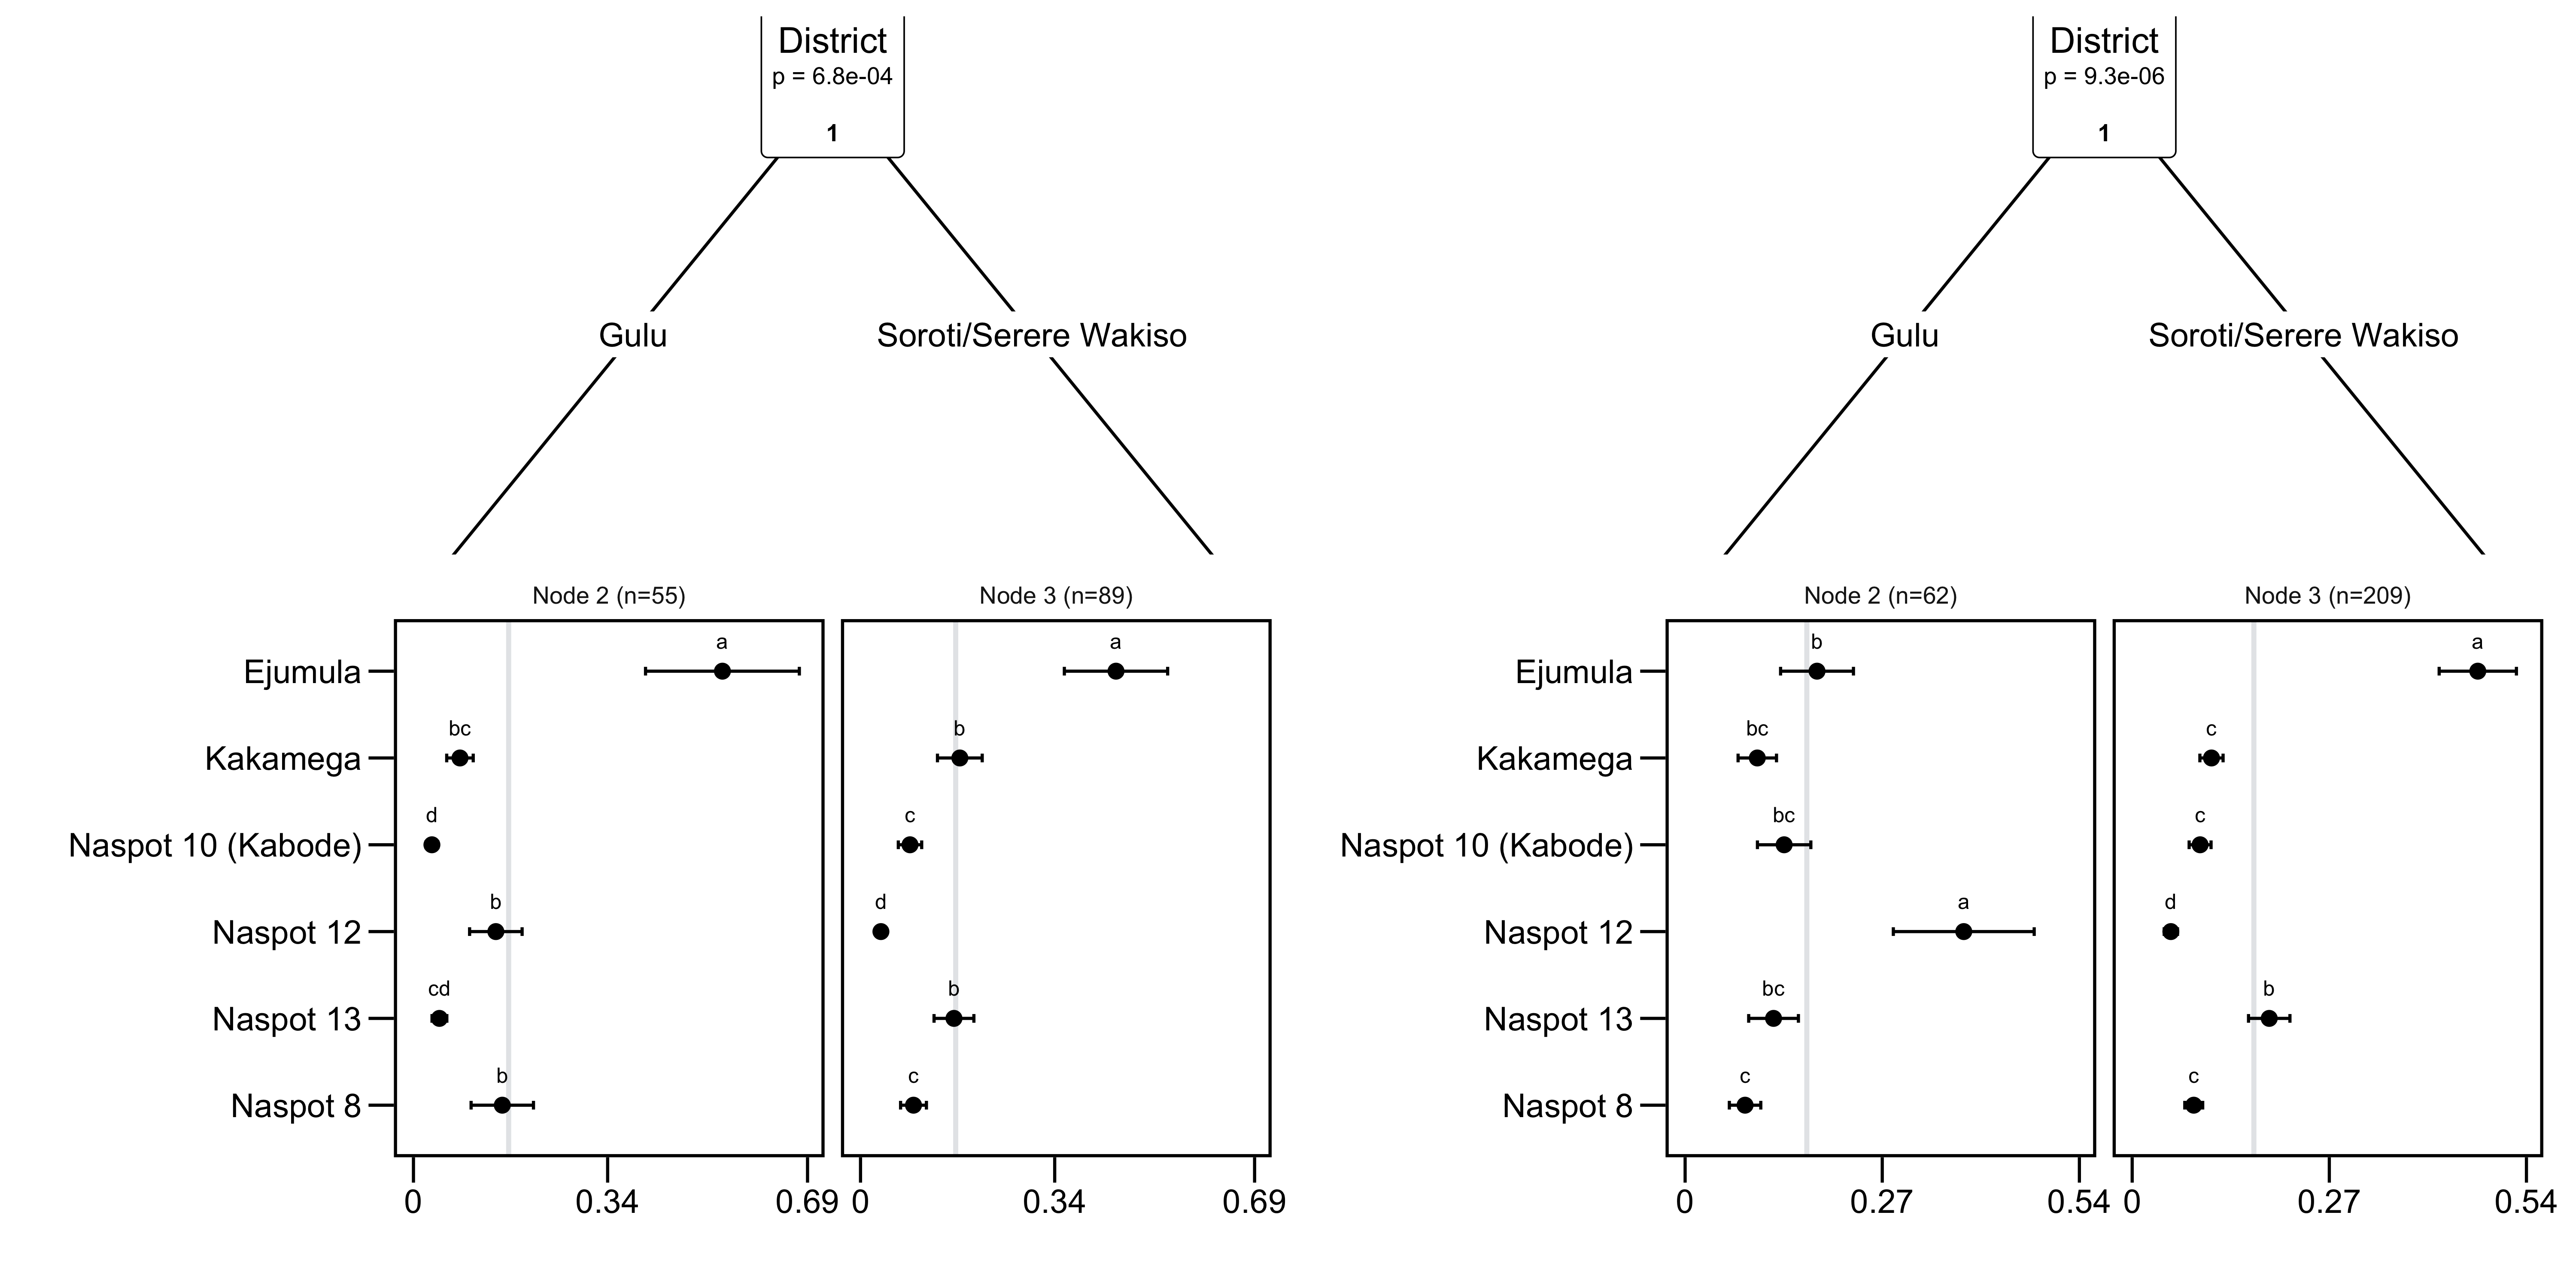 District
p = 6.8e-04
1
Gulu
Soroti/Serere Wakiso
Node 2 (n=55)
Node 3 (n=89)
Ejumula
a
a
Kakamega
bc
b
Naspot 10 (Kabode)
d
c
Naspot 12
b
d
Naspot 13
cd
b
Naspot 8
b
c
0
0.34
0.69
0
0.34
0.69
District
p = 9.3e-06
1
Gulu
Soroti/Serere Wakiso
Node 2 (n=62)
Node 3 (n=209)
Ejumula
b
a
Kakamega
bc
c
Naspot 10 (Kabode)
bc
c
Naspot 12
a
d
Naspot 13
bc
b
Naspot 8
c
c
0
0.27
0.54
0
0.27
0.54